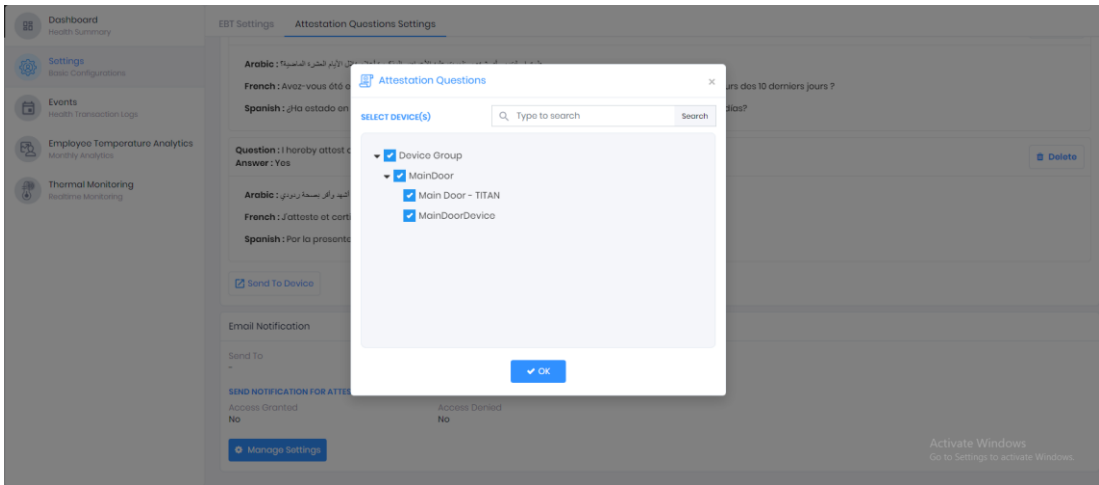 Dashboard
Health Summary
Settings
Basic Configurations
Events
Health Transaction Logs
Employee Temperature Analytics
Monthly Analytics
Thermal Monitoring
Realtime Monitoring
EBT Settings Attestation Questions Settings
Arabic :
French : Avez-vous été urs des 10 derniers jours ?
Spanish : ¿Ha estado en días?
Question : I hereby attest
Answer : Yes
Delete
Arabic : أشهد وأقر بصحة ردودي
French : J'atteste et certi
Spanish : Por la presente
Send To Device
Attestation Questions
SELECT DEVICE(S) Type to search Search
Device Group
MainDoor
Main Door - TITAN
MainDoorDevice
OK
Email Notification
Send To
-
SEND NOTIFICATION FOR ATTES
Access Granted Access Denied
No No
Manage Settings
Activate Windows
Go to Settings to activate Windows.